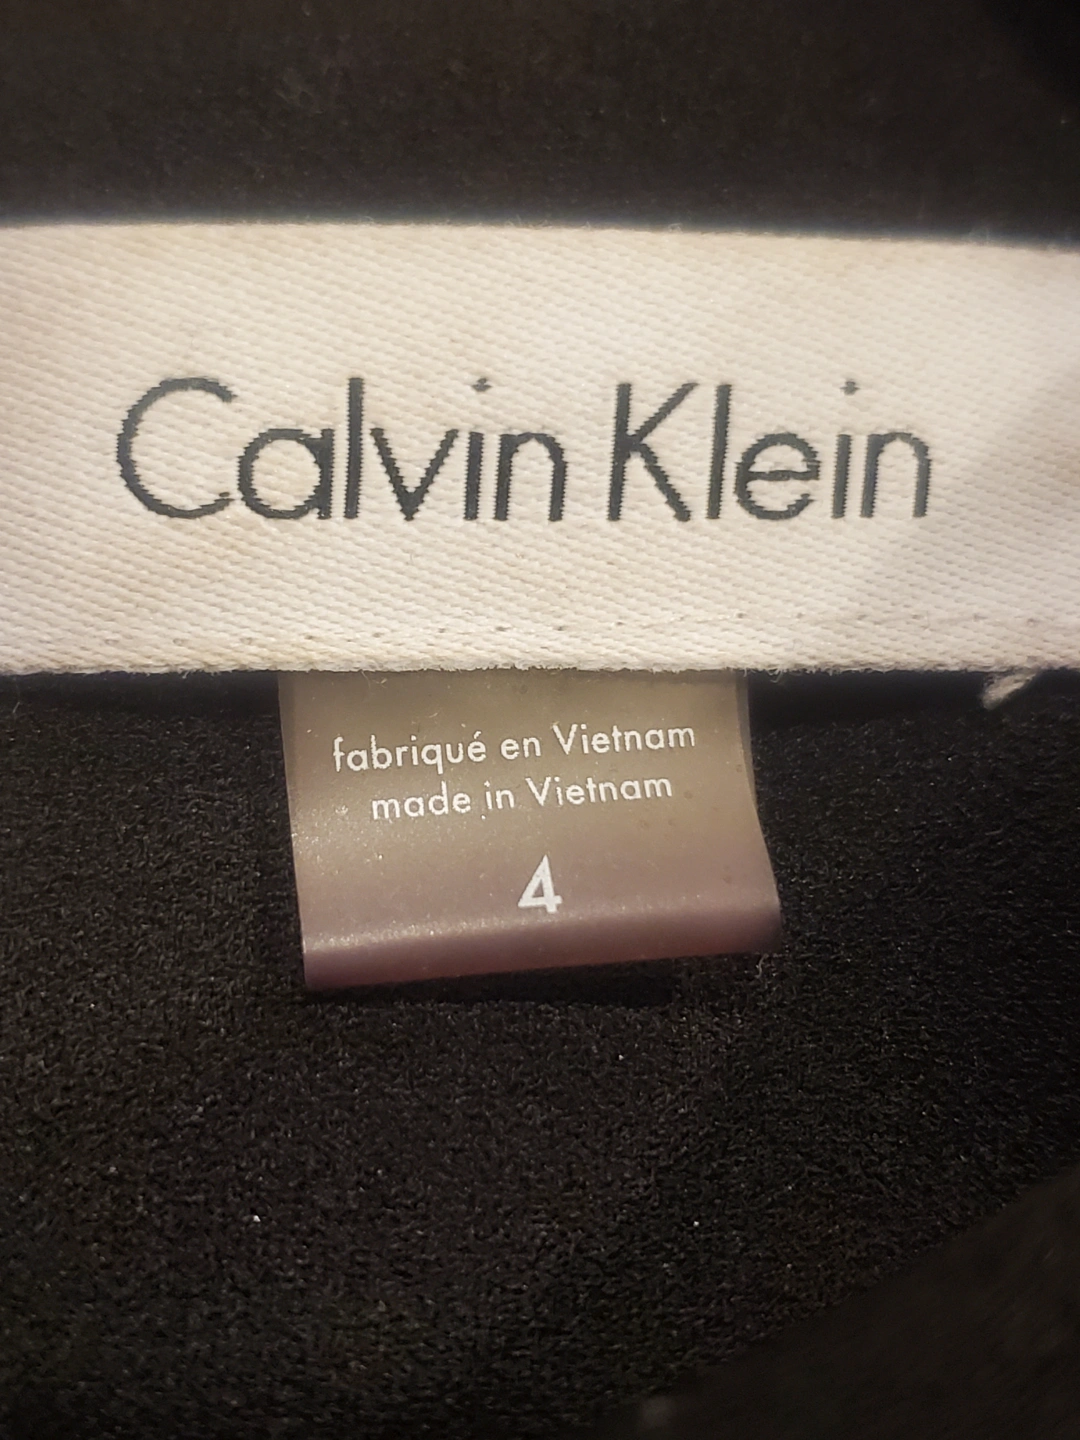 Calvin Klein
fabriqué en Vietnam
made in Vietnam
4